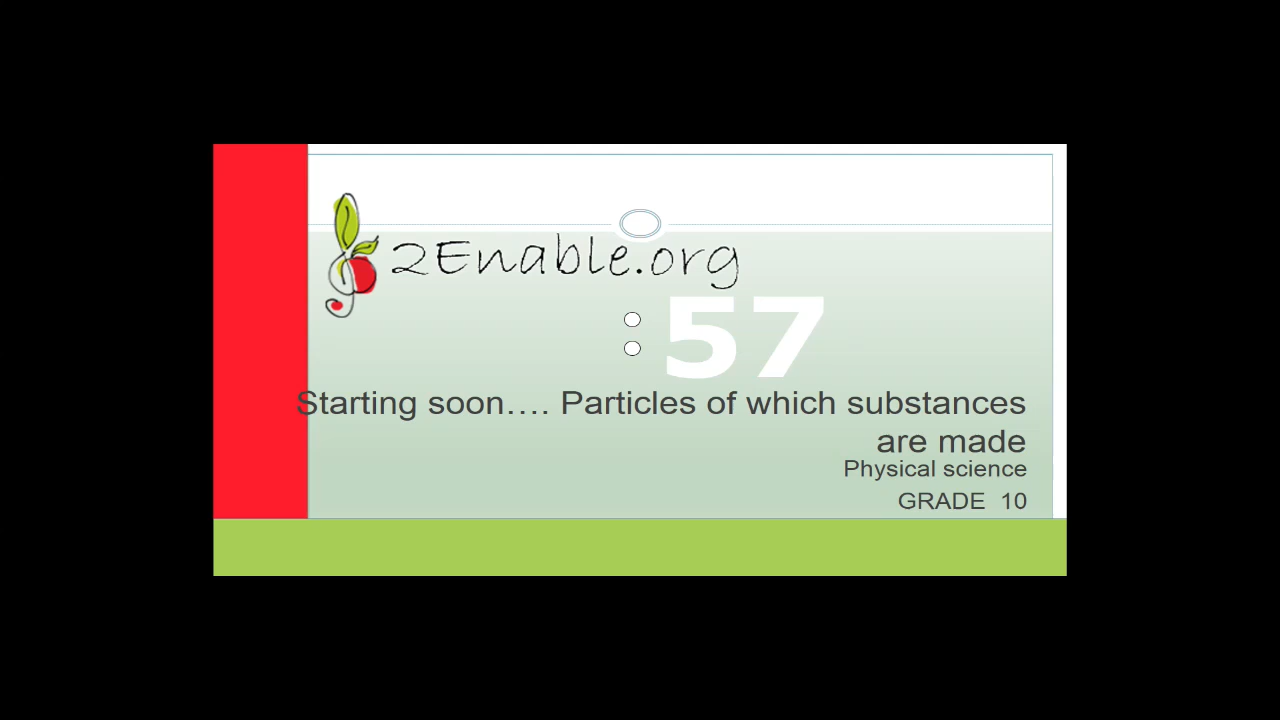 2Enable.org
:57
Starting soon…. Particles of which substances
are made
Physical science
GRADE 10